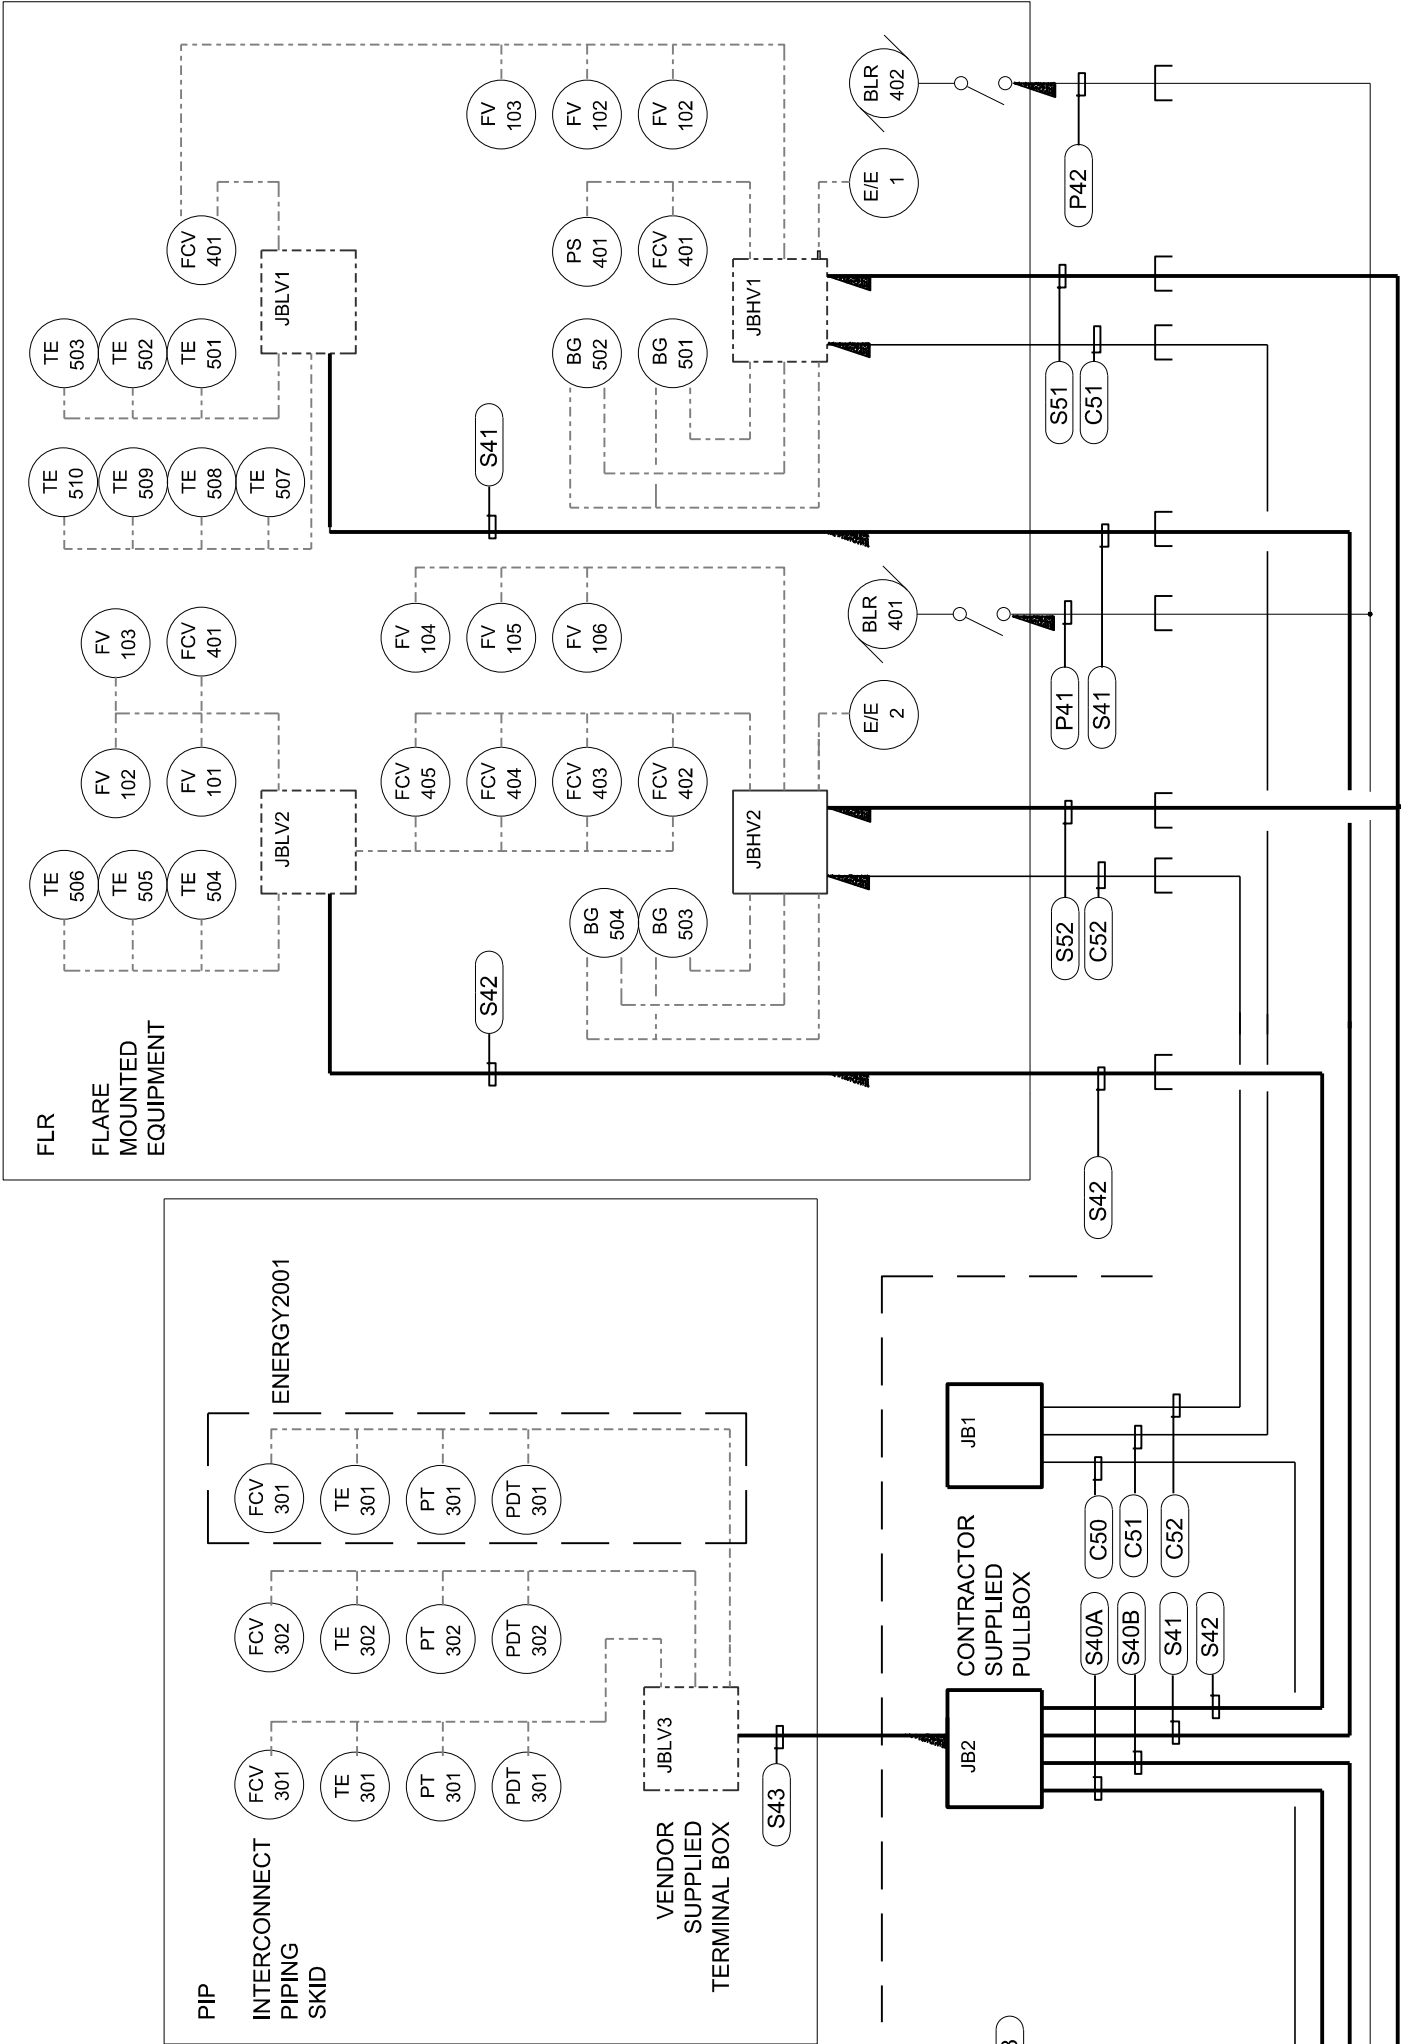 PIP
INTERCONNECT
PIPING
SKID
FCV
301
TE
301
PT
301
PDT
301
FCV
302
TE
302
PT
302
PDT
302
FCV
301
TE
301
PT
301
PDT
301
ENERGY2001
VENDOR
SUPPLIED
TERMINAL BOX
JBLV3
S43
FLR
FLARE
MOUNTED
EQUIPMENT
TE
506
TE
505
TE
504
FV
102
FV
101
FV
103
FCV
401
JBLV2
TE
510
TE
509
TE
508
TE
507
TE
503
TE
502
TE
501
FCV
401
JBLV1
S42
S41
FCV
405
FCV
404
FCV
403
FCV
402
FV
104
FV
105
FV
106
BG
504
BG
503
JBHV2
E/E
2
BLR
401
BG
502
BG
501
PS
401
FCV
401
FV
103
FV
102
FV
102
JBHV1
E/E
1
BLR
402
S42
S52
C52
P41
S41
S51
C51
P42
JB2
CONTRACTOR
SUPPLIED
PULLBOX
JB1
S40A
S40B
S41
S42
C50
C51
C52